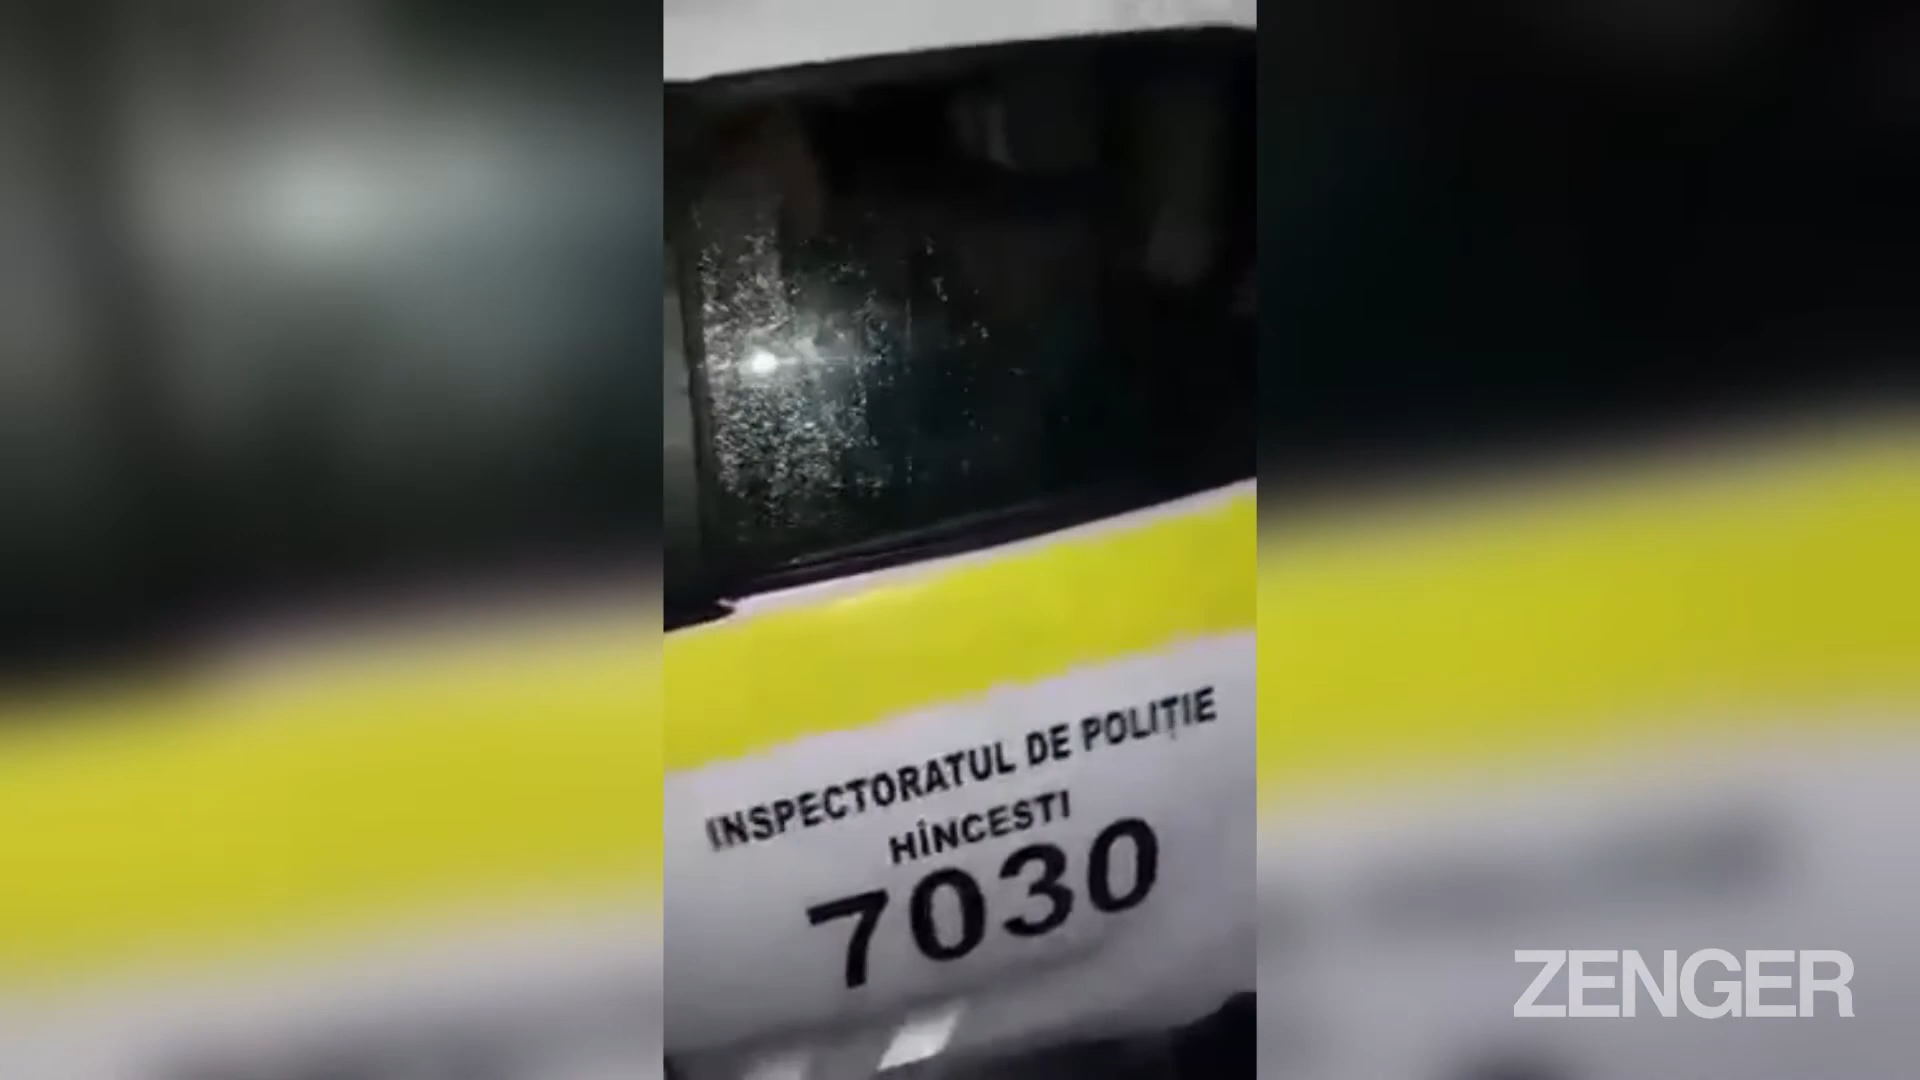 INSPECTORATUL DE POLIȚIE
HÎNCESTI
7030
ZENGER